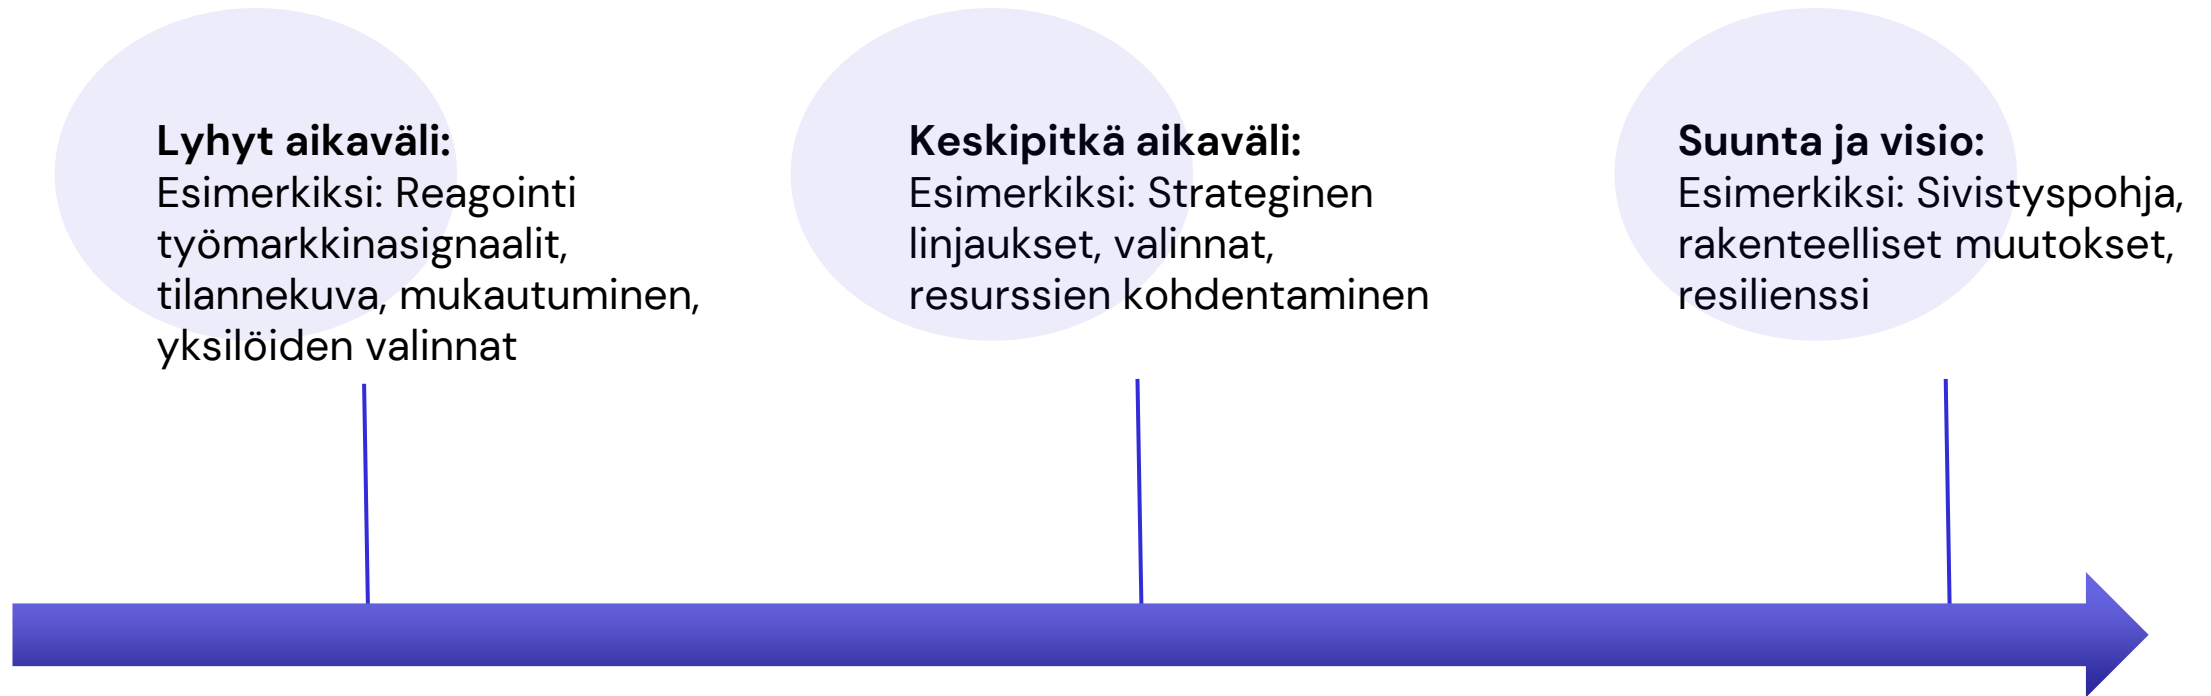 Lyhyt aikaväli:
Esimerkiksi: Reagointi
työmarkkinasignaalit,
tilannekuva, mukautuminen,
yksilöiden valinnat
Keskipitkä aikaväli:
Esimerkiksi: Strateginen
linjaukset, valinnat,
resurssien kohdentaminen
Suunta ja visio:
Esimerkiksi: Sivistyspohja,
rakenteelliset muutokset,
resilienssi